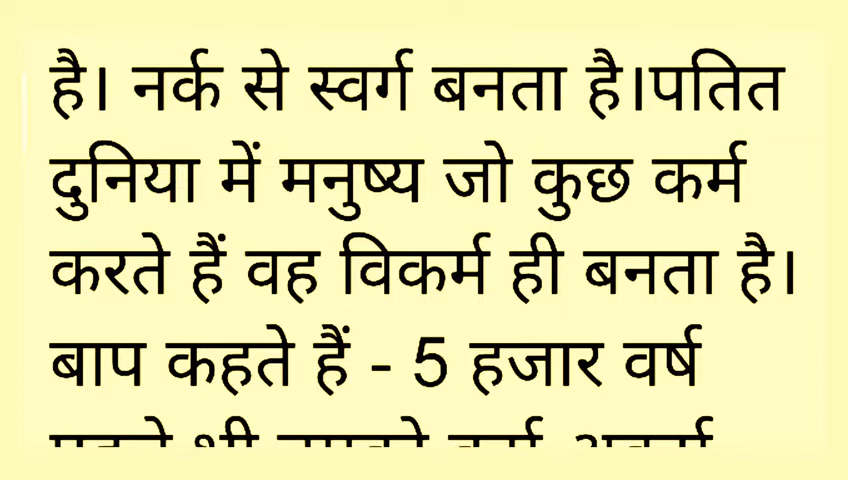 है। नर्क से स्वर्ग बनता है।पतित
दुनिया में मनुष्य जो कुछ कर्म
करते हैं वह विकर्म ही बनता है।
बाप कहते हैं - 5 हजार वर्ष